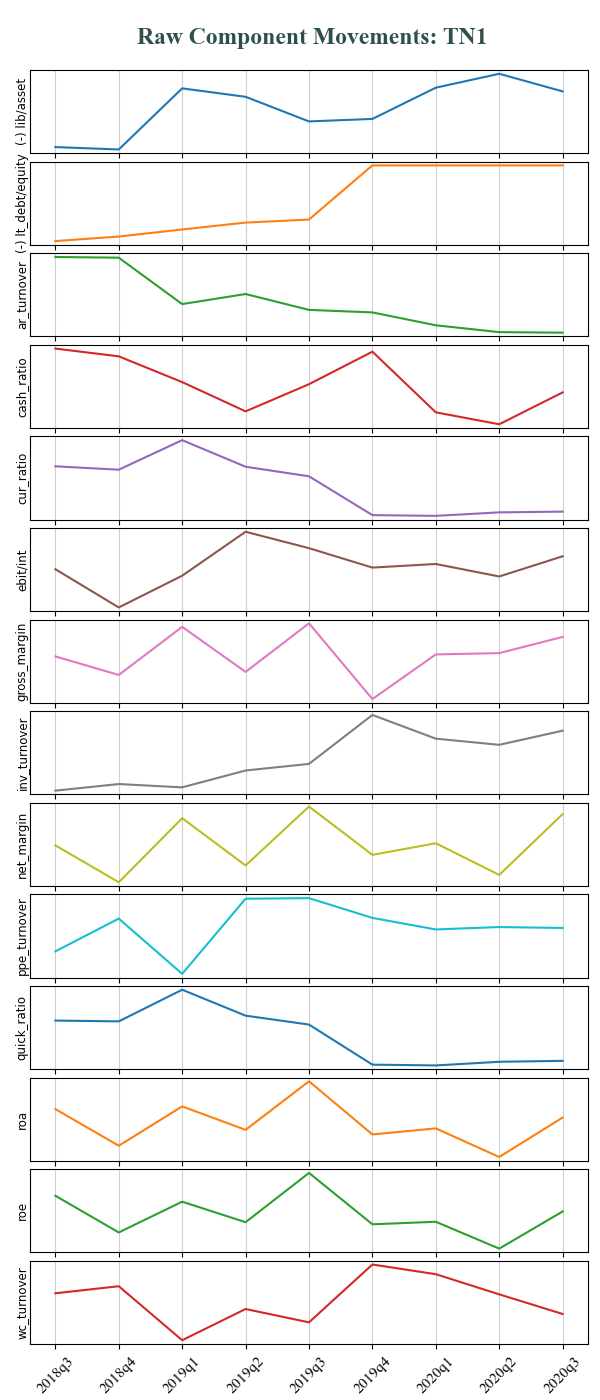 Raw Component Movements: TN1
(-) lib/asset
(-) lt_debt/equity
ar_turnover
cash_ratio
cur_ratio
ebit/int
gross_margin
inv_turnover
net_margin
ppe_turnover
quick_ratio
roa
roe
wc_turnover
2018q3 2018q4 2019q1 2019q2 2019q3 2019q4 2020q1 2020q2 2020q3